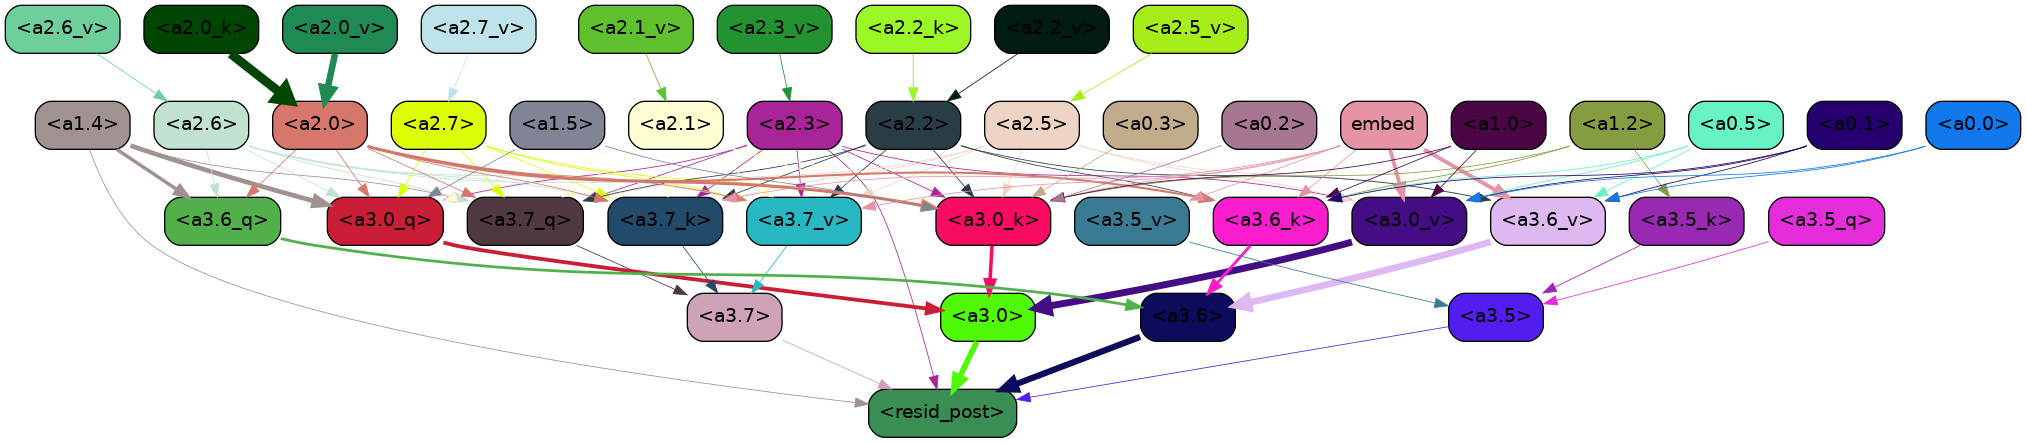 <a2.6_v> <a2.0_k> <a2.0_v> <a2.7_v> <a2.1_v> <a2.3_v> <a2.2_k> <a2.2_v> <a2.5_v>
<a1.4> <a2.6> <a2.0> <a2.7> <a1.5> <a2.1> <a2.3> <a2.2> <a2.5> <a0.3> <a0.2> embed <a1.0> <a1.2> <a0.5> <a0.1> <a0.0>
<a3.6_q> <a3.0_q> <a3.7_q> <a3.7_k> <a3.7_v> <a3.0_k> <a3.5_v> <a3.6_k> <a3.0_v> <a3.6_v> <a3.5_k> <a3.5_q>
<a3.7> <a3.0> <a3.6> <a3.5>
<resid_post>